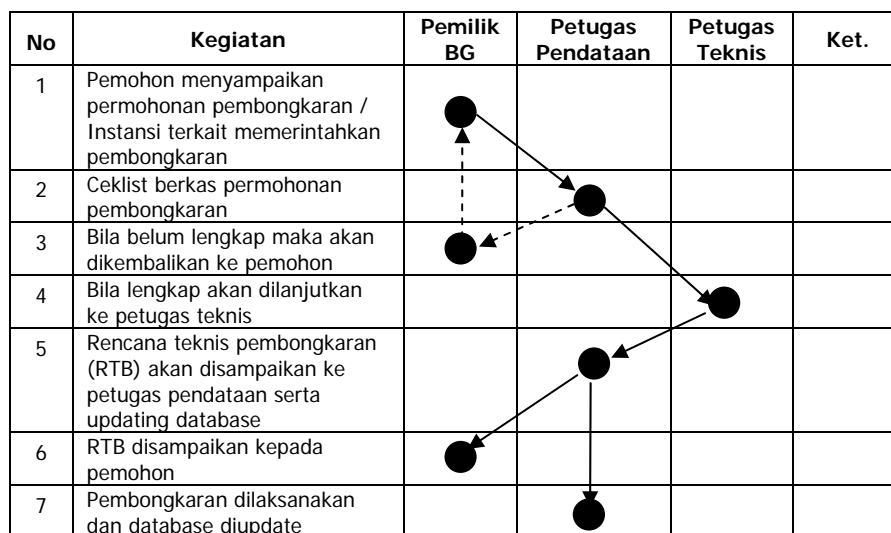 No Kegiatan Pemilik BG Petugas Pendataan Petugas Teknis Ket.
1 Pemohon menyampaikan
permohonan pembongkaran /
Instansi terkait memerintahkan
pembongkaran
2 Ceklist berkas permohonan
pembongkaran
3 Bila belum lengkap maka akan
dikembalikan ke pemohon
4 Bila lengkap akan dilanjutkan
ke petugas teknis
5 Rencana teknis pembongkaran
(RTB) akan disampaikan ke
petugas pendataan serta
updating database
6 RTB disampaikan kepada
pemohon
7 Pembongkaran dilaksanakan
dan database diupdate